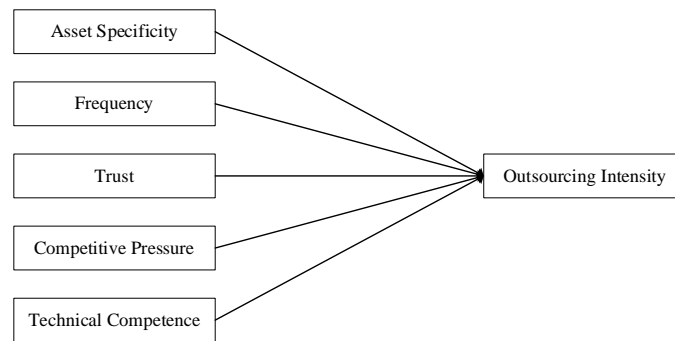 Asset Specificity
Frequency
Trust
Outsourcing Intensity
Competitive Pressure
Technical Competence